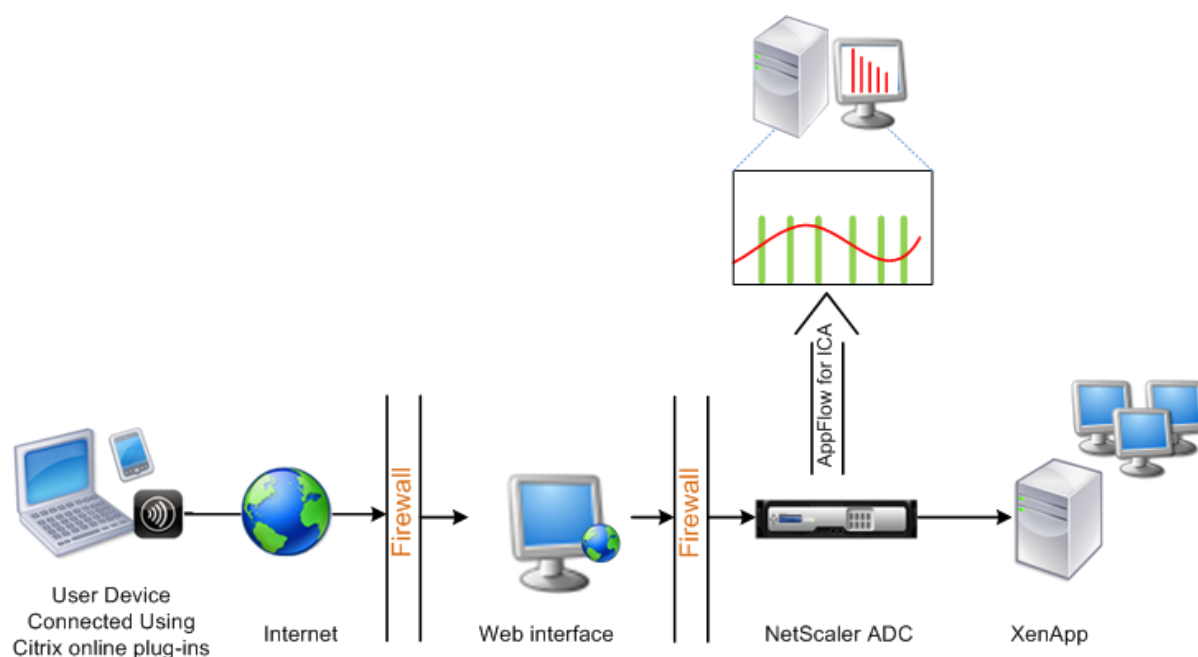 AppFlow for ICA
Firewall
Firewall
User Device
Connected Using
Citrix online plug-ins
Internet
Web interface
NetScaler ADC
XenApp